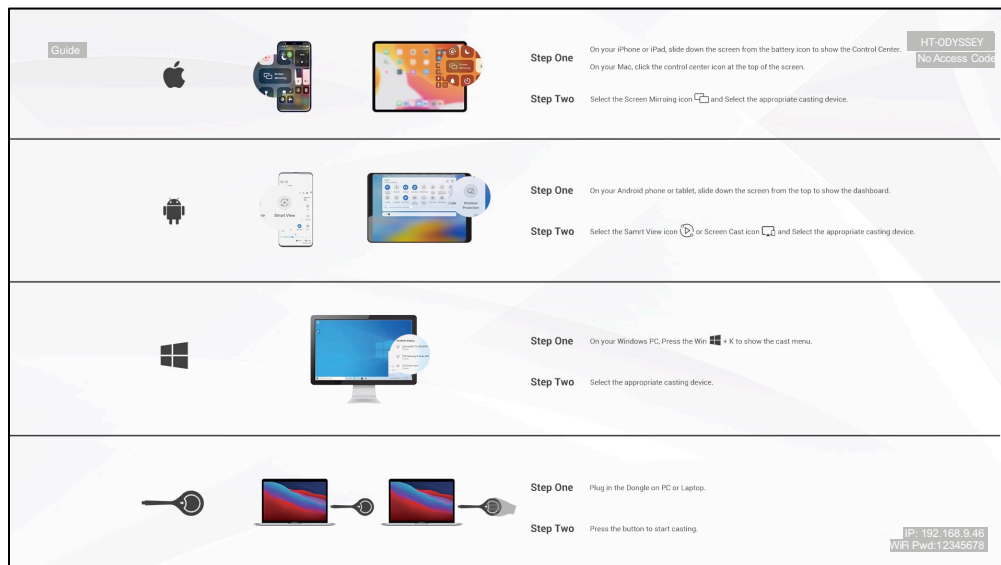 Guide
HT-ODYSSEY
No Access Code
Screen
Mirroring
Step One
On your iPhone or iPad, slide down the screen from the battery icon to show the Control Center.
On your Mac, click the control center icon at the top of the screen.
Step Two
Select the Screen Mirroing icon and Select the appropriate casting device.
Smart View
Wireless
Projection
Step One
On your Android phone or tablet, slide down the screen from the top to show the dashboard.
Step Two
Select the Samrt View icon or Screen Cast icon and Select the appropriate casting device.
Step One
On your Windows PC, Press the Win + K to show the cast menu.
Step Two
Select the appropriate casting device.
Step One
Plug in the Dongle on PC or Laptop.
Step Two
Press the button to start casting.
IP: 192.168.9.46
WiFi Pwd:12345678